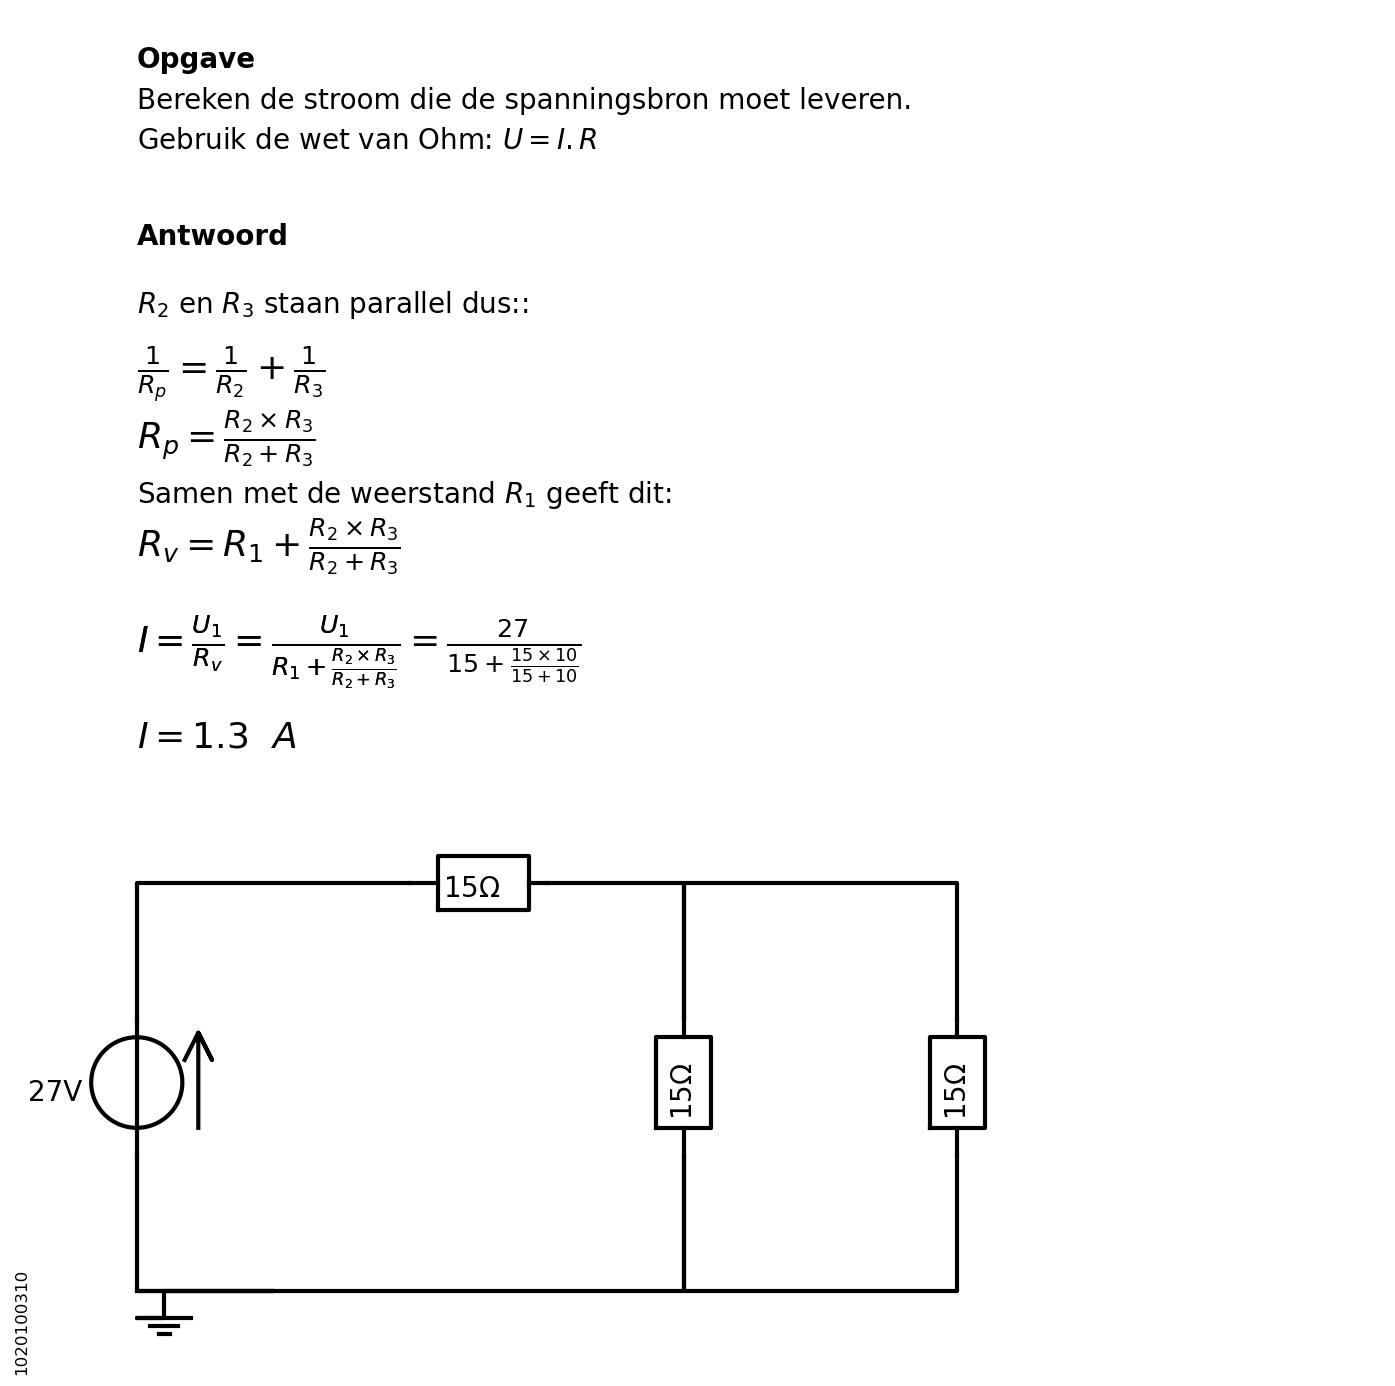 Opgave
Bereken de stroom die de spanningsbron moet leveren.
Gebruik de wet van Ohm: $U = I.R$
Antwoord
$R_2$ en $R_3$ staan parallel dus::
$\frac{1}{R_p} = \frac{1}{R_2} + \frac{1}{R_3}$
$R_p = \frac{R_2 \times R_3}{R_2 + R_3}$
Samen met de weerstand $R_1$ geeft dit:
$R_v = R_1 + \frac{R_2 \times R_3}{R_2 + R_3}$
$I = \frac{U_1}{R_v} = \frac{U_1}{R_1 + \frac{R_2 \times R_3}{R_2 + R_3}} = \frac{27}{15 + \frac{15 \times 10}{15 + 10}}$
$I = 1.3 \ \ A$
15Ω
27V
15Ω
15Ω
1020100310